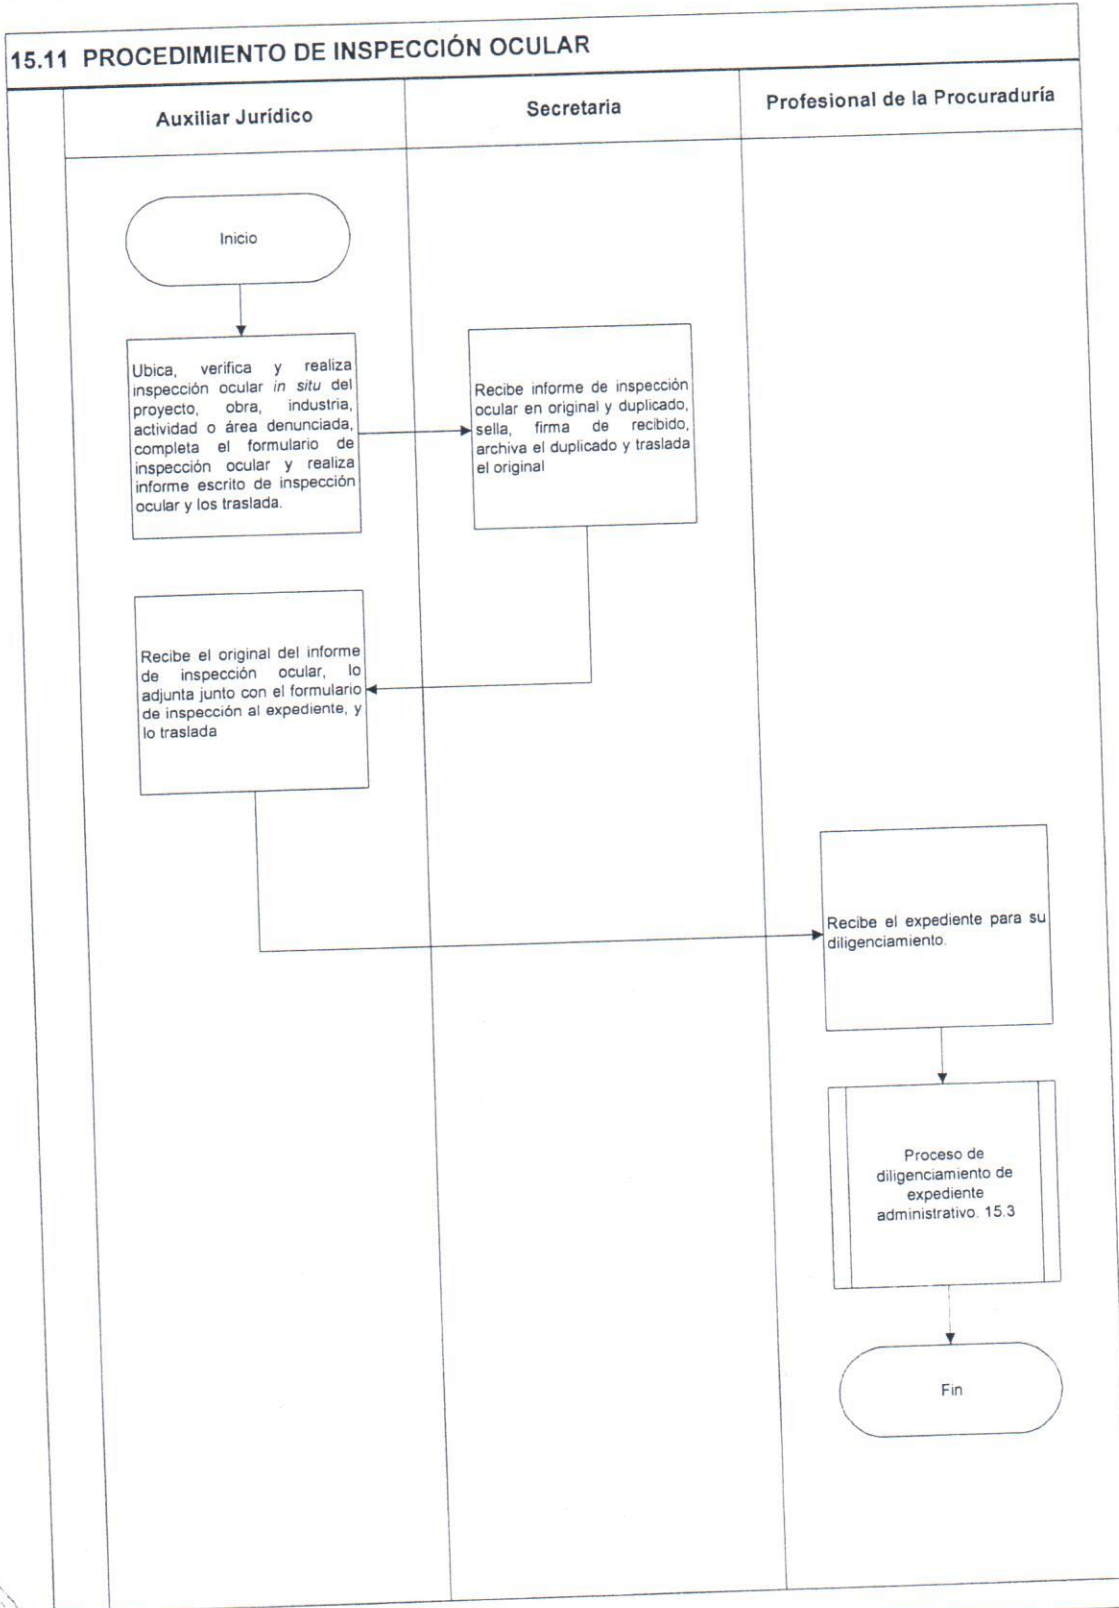 15.11 PROCEDIMIENTO DE INSPECCIÓN OCULAR
Auxiliar Jurídico
Secretaria
Profesional de la Procuraduría
Inicio
Ubica, verifica y realiza
inspección ocular in situ del
proyecto, obra, industria,
actividad o área denunciada,
completa el formulario de
inspección ocular y realiza
informe escrito de inspección
ocular y los traslada.
Recibe informe de inspección
ocular en original y duplicado,
sella, firma de recibido,
archiva el duplicado y traslada
el original
Recibe el original del informe
de inspección ocular, lo
adjunta junto con el formulario
de inspección al expediente, y
lo traslada
Recibe el expediente para su
diligenciamiento.
Proceso de
diligenciamiento de
expediente
administrativo. 15.3
Fin